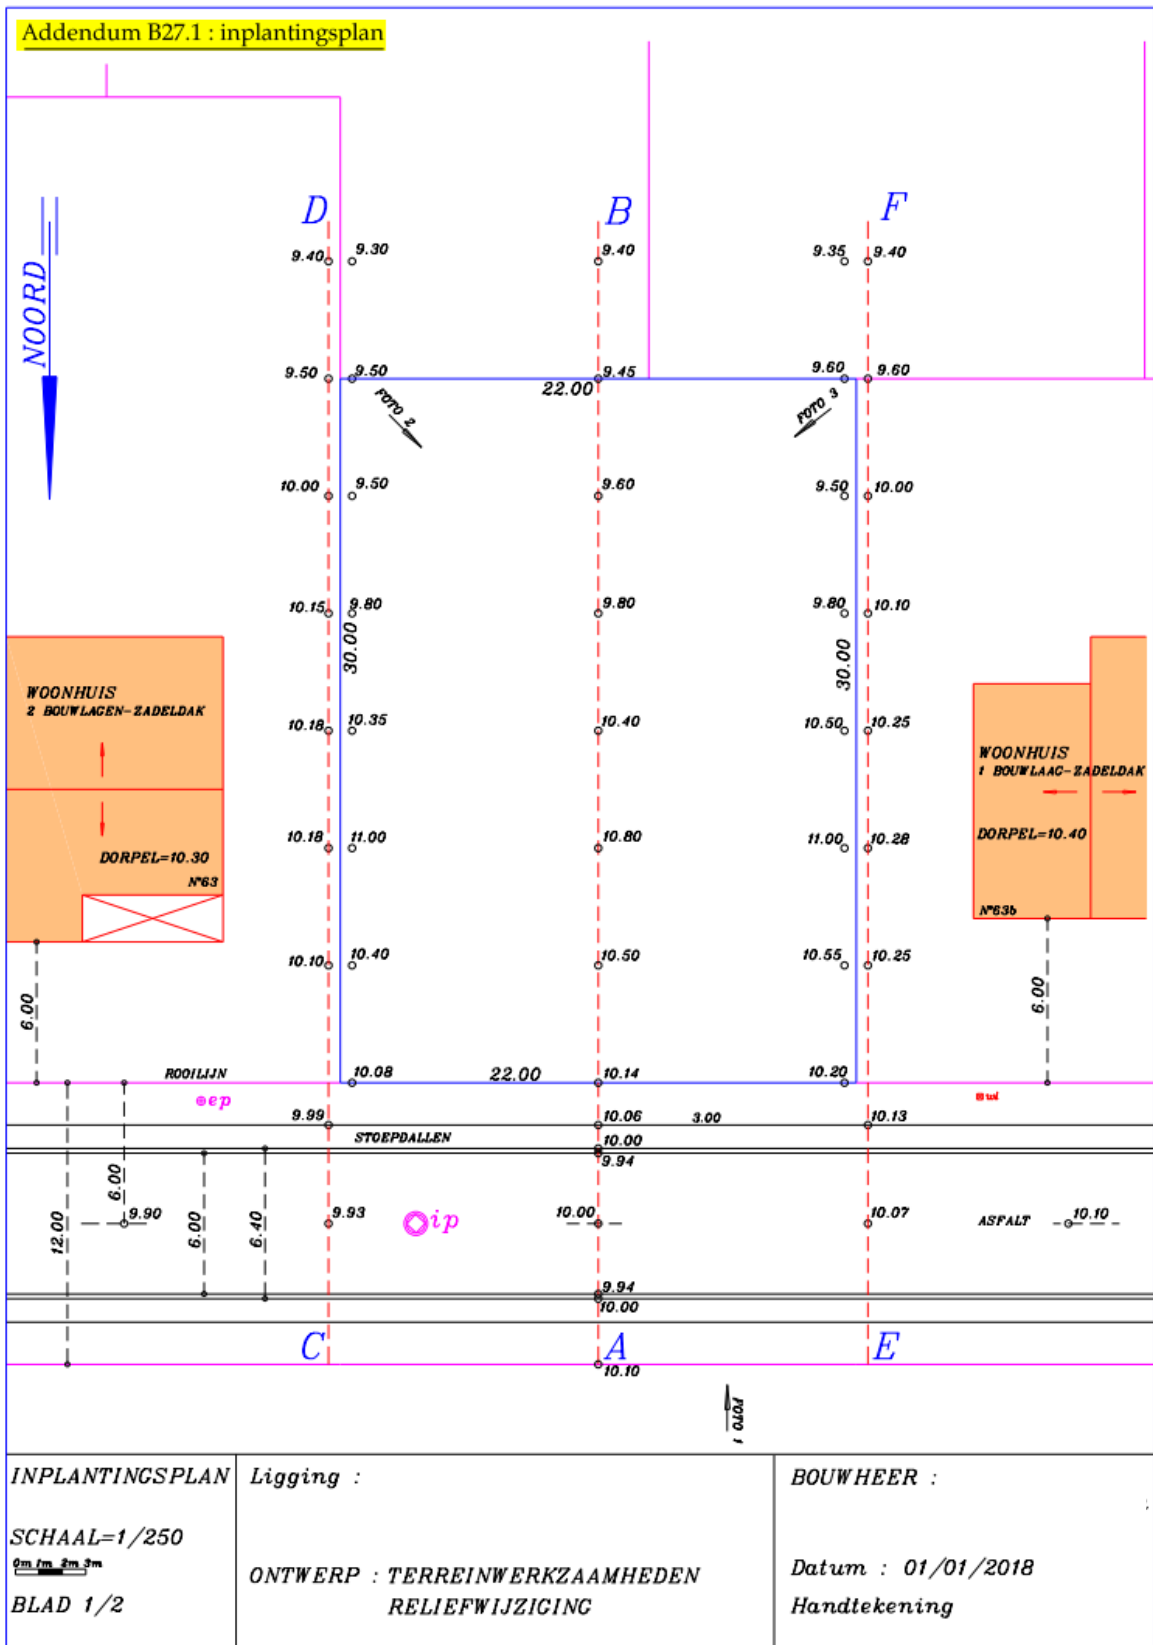 Addendum B27.1 : inplantingsplan
NOORD
D
B
F
9.40
9.30
9.40
9.35
9.40
9.50
9.50
9.45
9.60
9.60
22.00
FOTO 2
FOTO 3
10.00
9.50
9.60
9.50
10.00
10.15
9.80
9.80
9.80
10.10
30.00
30.00
WOONHUIS
2 BOUWLAGEN-ZADELDAK
10.18
10.35
10.40
10.50
10.25
WOONHUIS
1 BOUWLAAG-ZADELDAK
10.18
11.00
10.80
11.00
10.28
DORPEL=10.40
DORPEL=10.30
N°63
N°63b
10.10
10.40
10.50
10.55
10.25
6.00
6.00
ROOILIJN
10.08
22.00
10.14
10.20
ep
wl
9.99
10.06
3.00
10.13
STOEPDALLEN
10.00
9.94
6.00
12.00
9.90
6.00
6.40
9.93
ip
10.00
10.07
ASFALT
10.10
9.94
10.00
C
A
E
10.10
FOTO 1
INPLANTINGSPLAN
SCHAAL=1/250
0m 1m 2m 3m
BLAD 1/2
Ligging :
ONTWERP : TERREINWERKZAAMHEDEN
RELIEFWIJZIGING
BOUWHEER :
Datum : 01/01/2018
Handtekening